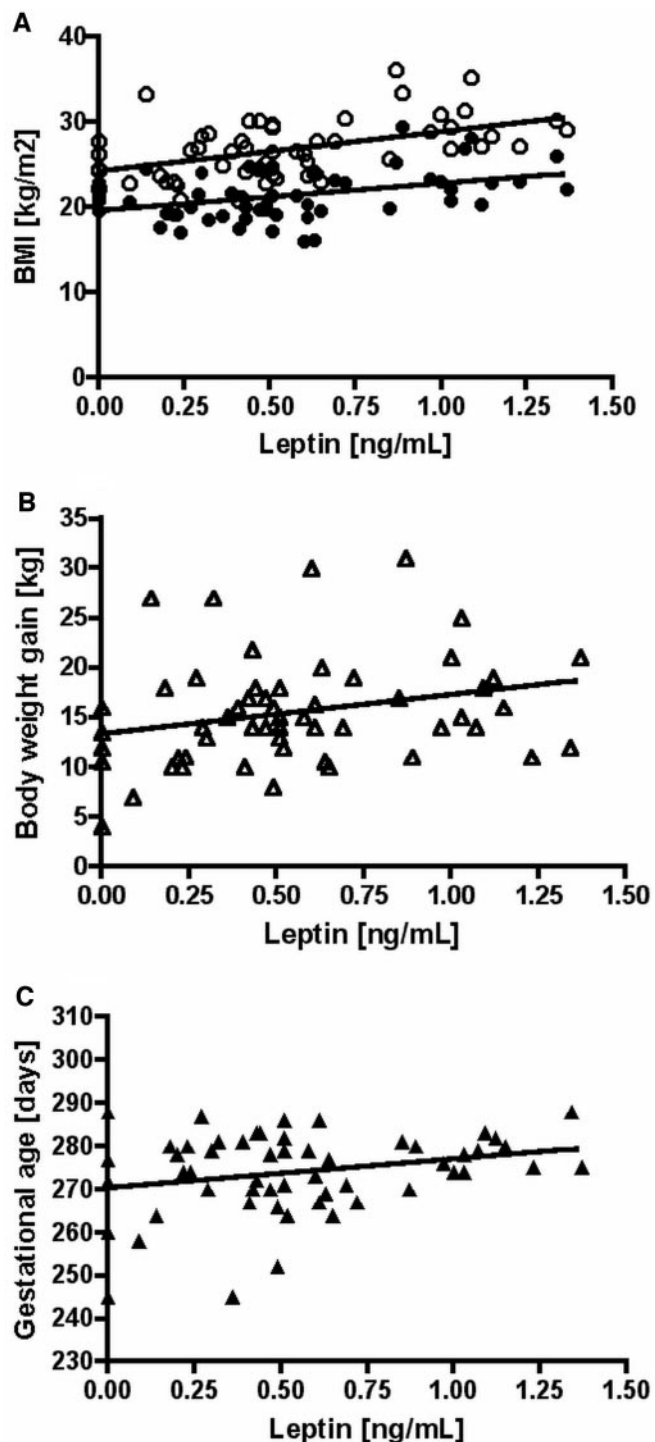 A
BMI [kg/m2]
40
30
20
10
0
0.00 0.25 0.50 0.75 1.00 1.25 1.50
Leptin [ng/mL]
B
Body weight gain [kg]
35
30
25
20
15
10
5
0
0.00 0.25 0.50 0.75 1.00 1.25 1.50
Leptin [ng/mL]
C
Gestational age [days]
310
300
290
280
270
260
250
240
230
0.00 0.25 0.50 0.75 1.00 1.25 1.50
Leptin [ng/mL]